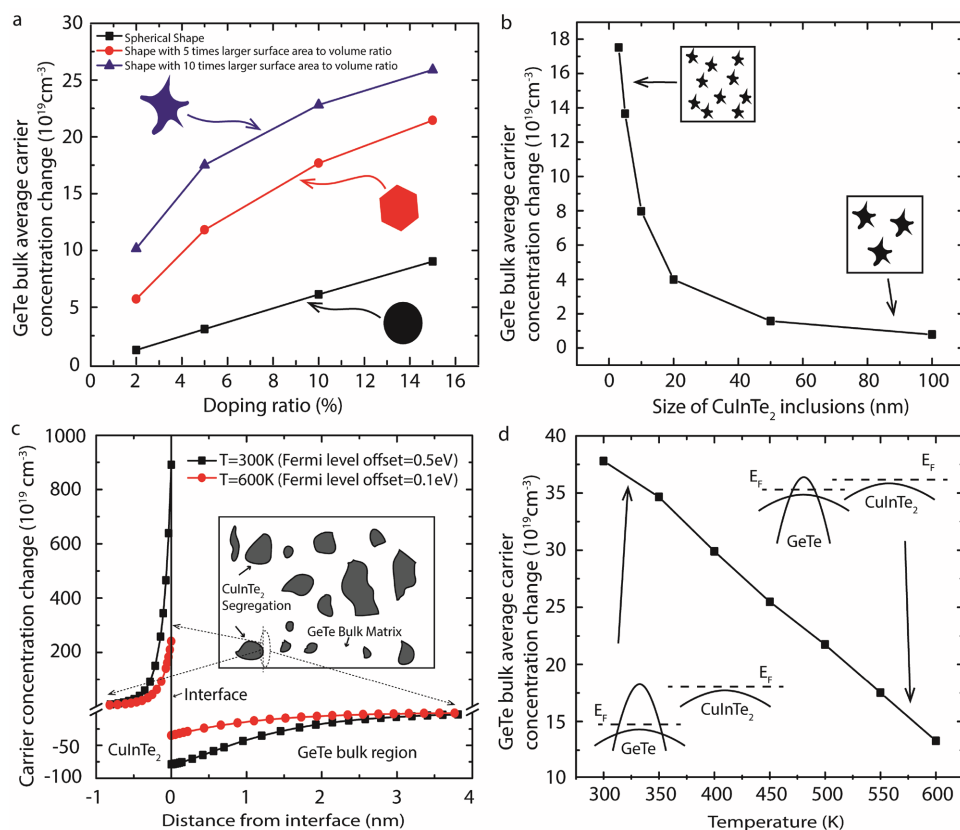 a
Spherical Shape
Shape with 5 times larger surface area to volume ratio
Shape with 10 times larger surface area to volume ratio
GeTe bulk average carrier
concentration change (10¹⁹cm⁻³)
30
25
20
15
10
5
0
0 2 4 6 8 10 12 14 16
Doping ratio (%)
b
GeTe bulk average carrier
concentration change (10¹⁹cm⁻³)
18
16
14
12
10
8
6
4
2
0
0 20 40 60 80 100
Size of CuInTe₂ inclusions (nm)
c
T=300K (Fermi level offset=0.5eV)
T=600K (Fermi level offset=0.1eV)
Carrier concentration change (10¹⁹ cm⁻³)
1000
800
600
400
200
-50
-100
CuInTe₂
Segregation
GeTe Bulk Matrix
Interface
CuInTe₂
GeTe bulk region
-1 0 1 2 3 4
Distance from interface (nm)
d
GeTe bulk average carrier
concentration change (10¹⁹cm⁻³)
40
35
30
25
20
15
10
E_F
E_F
CuInTe₂
GeTe
E_F
E_F
CuInTe₂
GeTe
300 350 400 450 500 550 600
Temperature (K)